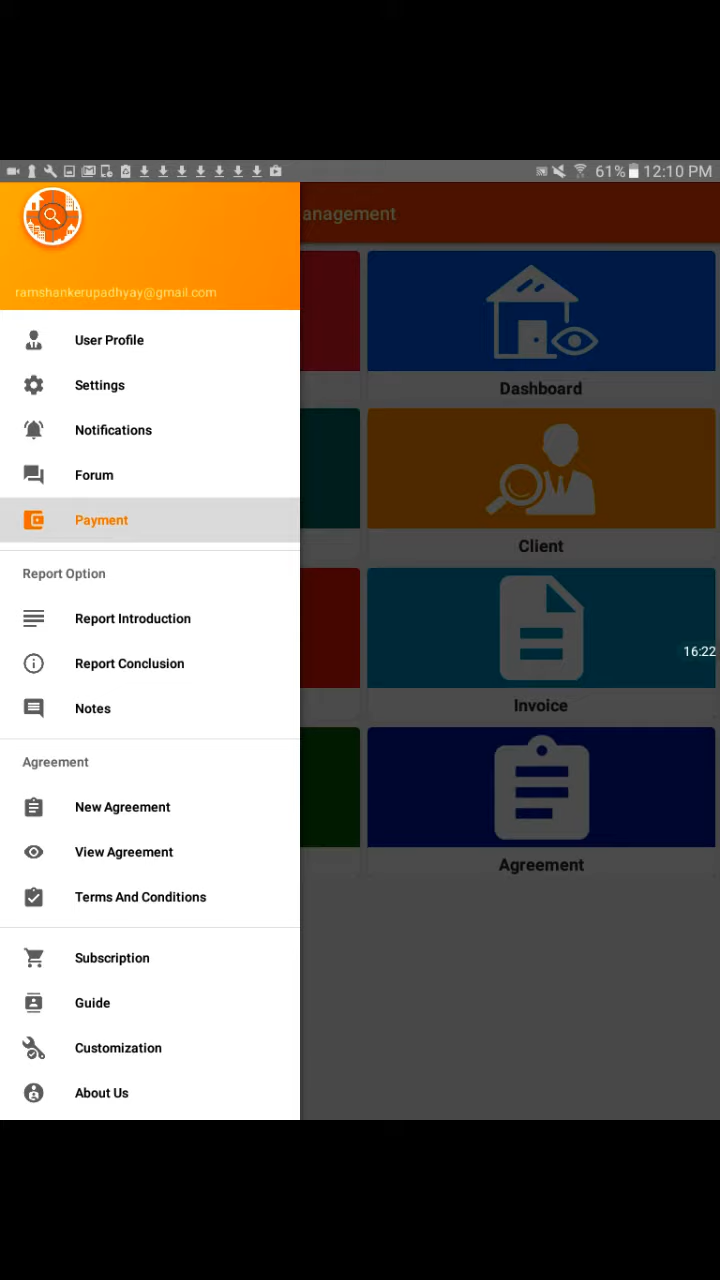 61% 12:10 PM
anagement
ramshankerupadhyay@gmail.com
User Profile
Settings
Notifications
Forum
Payment
Report Option
Report Introduction
Report Conclusion
Notes
Agreement
New Agreement
View Agreement
Terms And Conditions
Subscription
Guide
Customization
About Us
Dashboard
Client
Invoice
16:22
Agreement